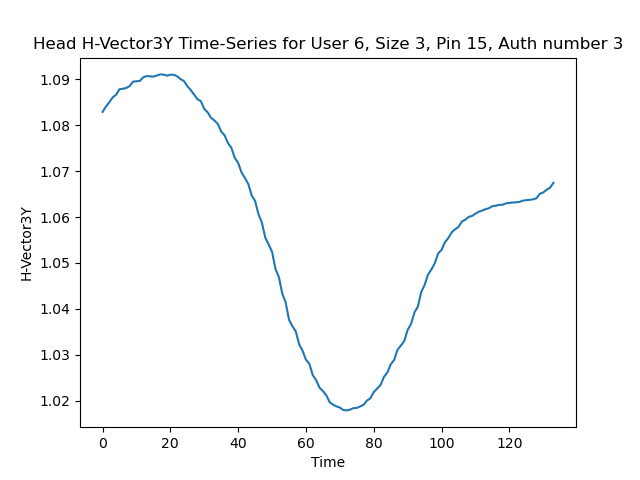 Head H-Vector3Y Time-Series for User 6, Size 3, Pin 15, Auth number 3
1.09
1.08
1.07
1.06
1.05
1.04
1.03
1.02
H-Vector3Y
0 20 40 60 80 100 120
Time